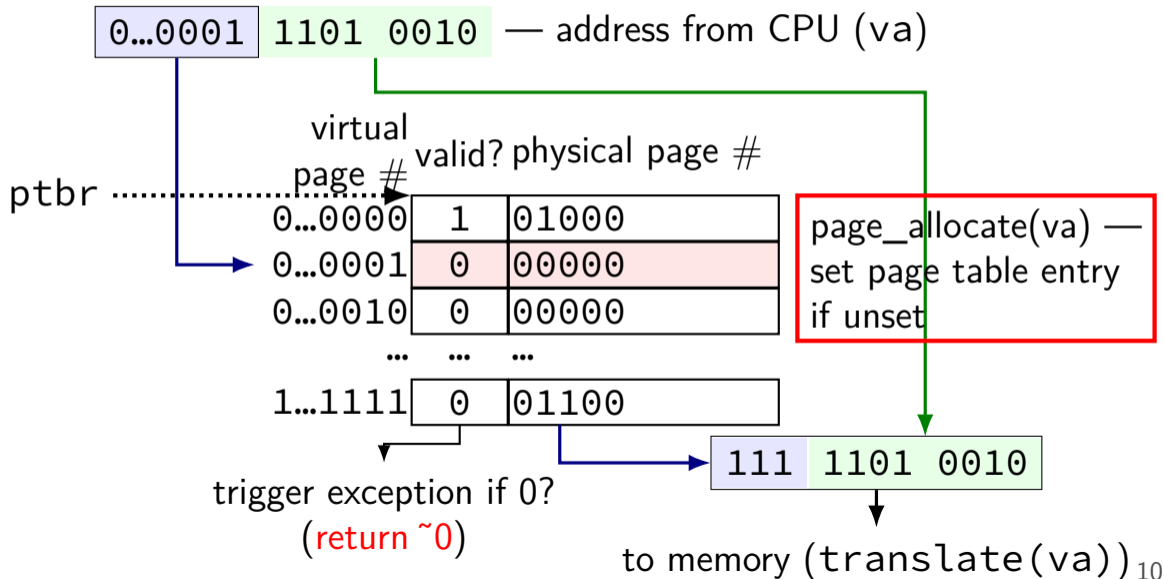 0…0001 1101 0010 — address from CPU (va)
virtual
page #
valid? physical page #
ptbr
0…0000 1 01000
0…0001 0 00000
0…0010 0 00000
… … …
1…1111 0 01100
page_allocate(va) —
set page table entry
if unset
111 1101 0010
trigger exception if 0?
(return ~0)
to memory (translate(va))
10